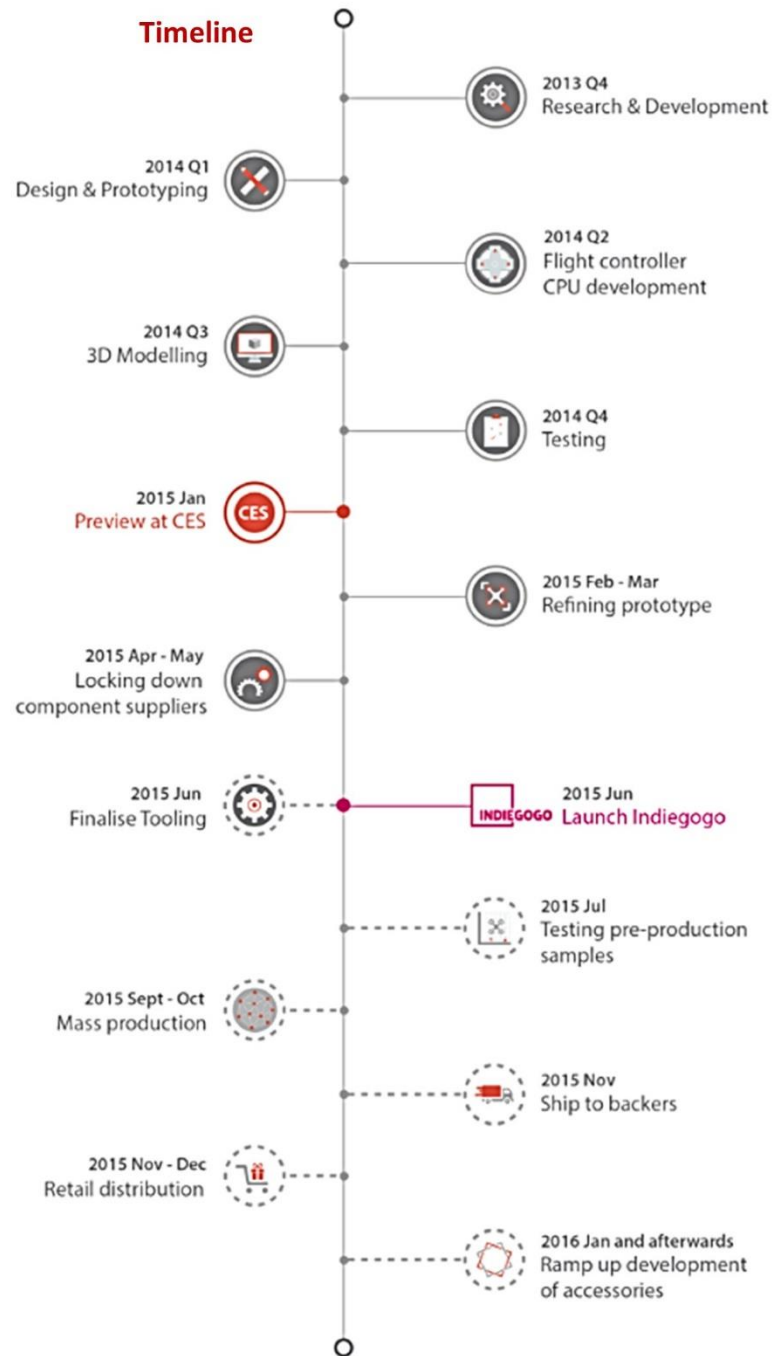 Timeline
2013 Q4
Research & Development
2014 Q1
Design & Prototyping
2014 Q2
Flight controller
CPU development
2014 Q3
3D Modelling
2014 Q4
Testing
2015 Jan
Preview at CES
CES
2015 Feb - Mar
Refining prototype
2015 Apr - May
Locking down
component suppliers
2015 Jun
Finalise Tooling
INDIEGOGO
2015 Jun
Launch Indiegogo
2015 Jul
Testing pre-production
samples
2015 Sept - Oct
Mass production
2015 Nov
Ship to backers
2015 Nov - Dec
Retail distribution
2016 Jan and afterwards
Ramp up development
of accessories